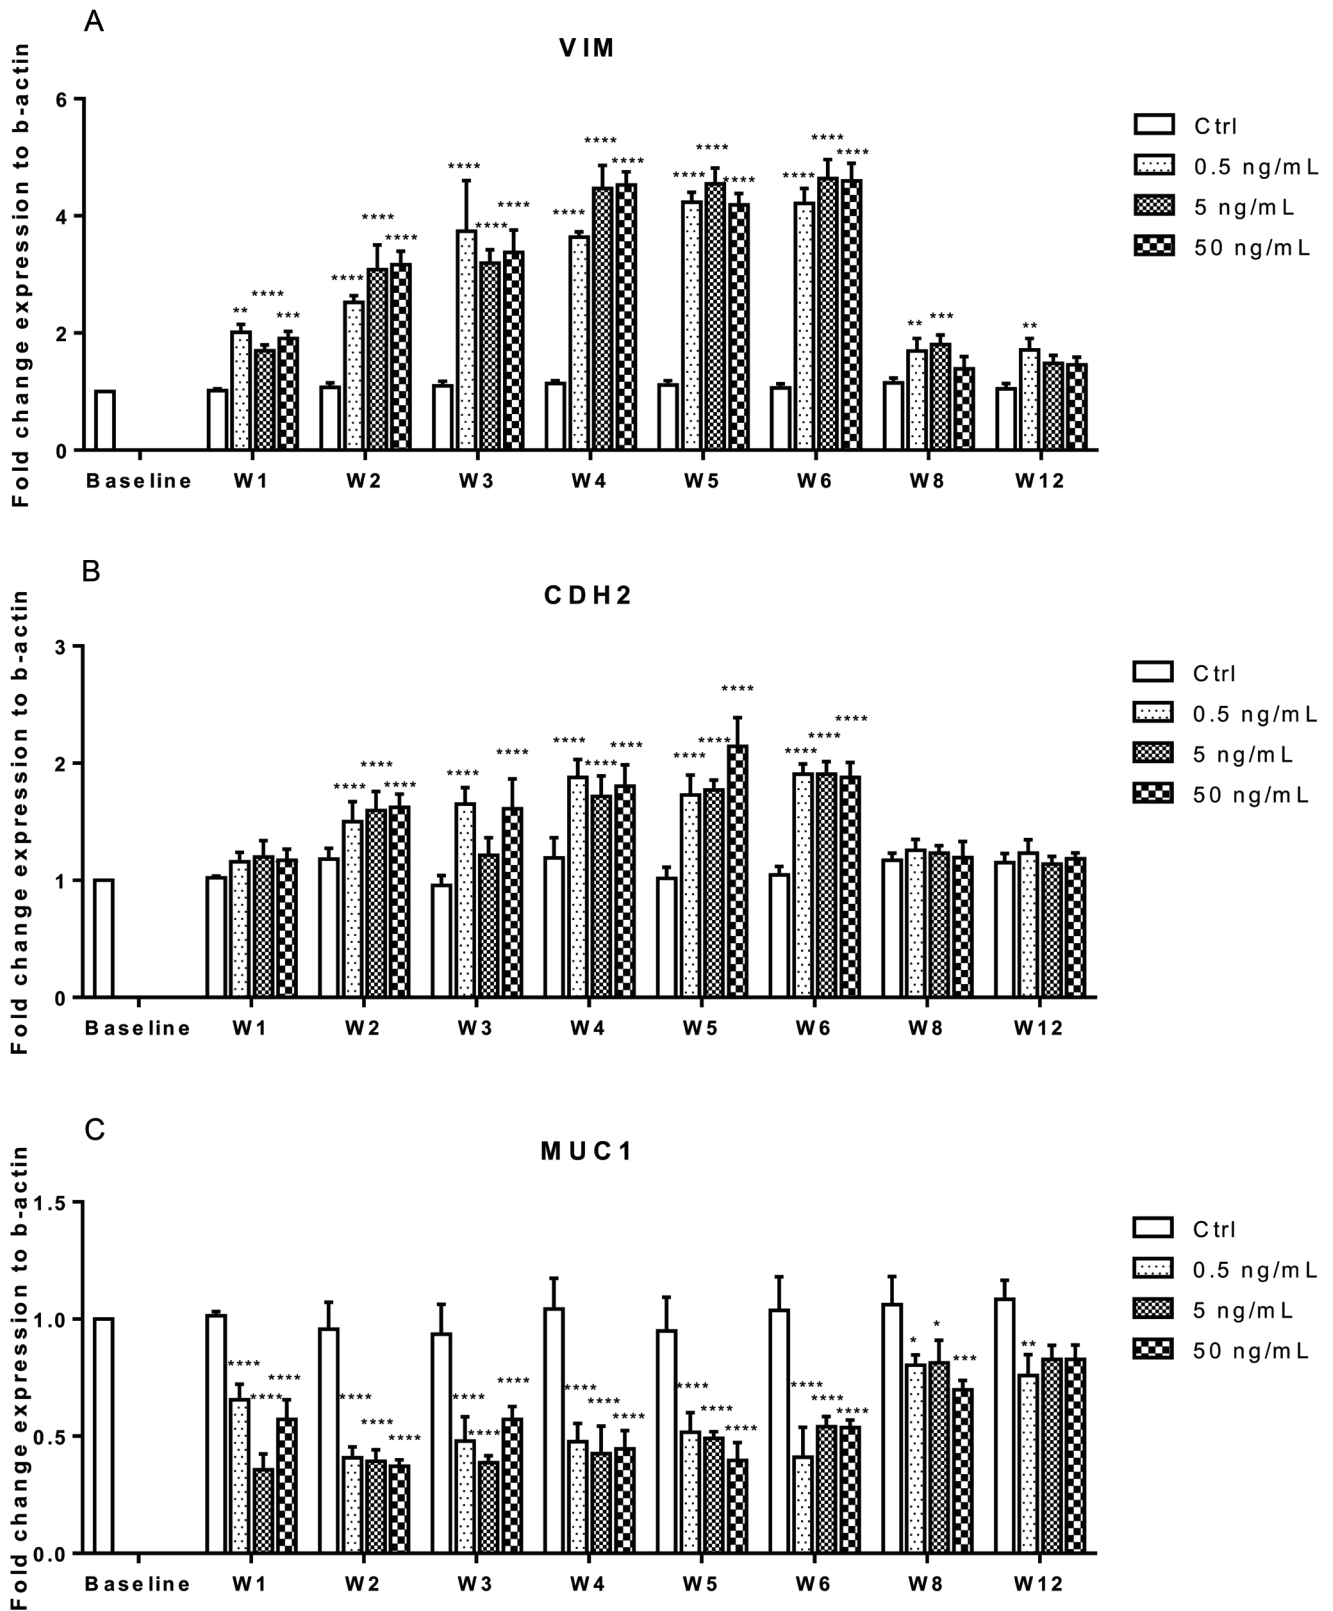 A
VIM
Fold change expression to b-actin
6
4
2
0
** **** ***
**** **** ****
**** **** ****
**** **** ****
**** **** ****
**** **** ****
** ***
**
Baseline W1 W2 W3 W4 W5 W6 W8 W12
Ctrl
0.5 ng/mL
5 ng/mL
50 ng/mL
B
CDH2
Fold change expression to b-actin
3
2
1
0
**** **** ****
**** ****
**** **** ****
**** **** ****
**** **** ****
Baseline W1 W2 W3 W4 W5 W6 W8 W12
Ctrl
0.5 ng/mL
5 ng/mL
50 ng/mL
C
MUC1
Fold change expression to b-actin
1.5
1.0
0.5
0.0
**** **** ****
**** **** ****
**** **** ****
**** **** ****
**** **** ****
**** **** ****
* * ***
**
Baseline W1 W2 W3 W4 W5 W6 W8 W12
Ctrl
0.5 ng/mL
5 ng/mL
50 ng/mL